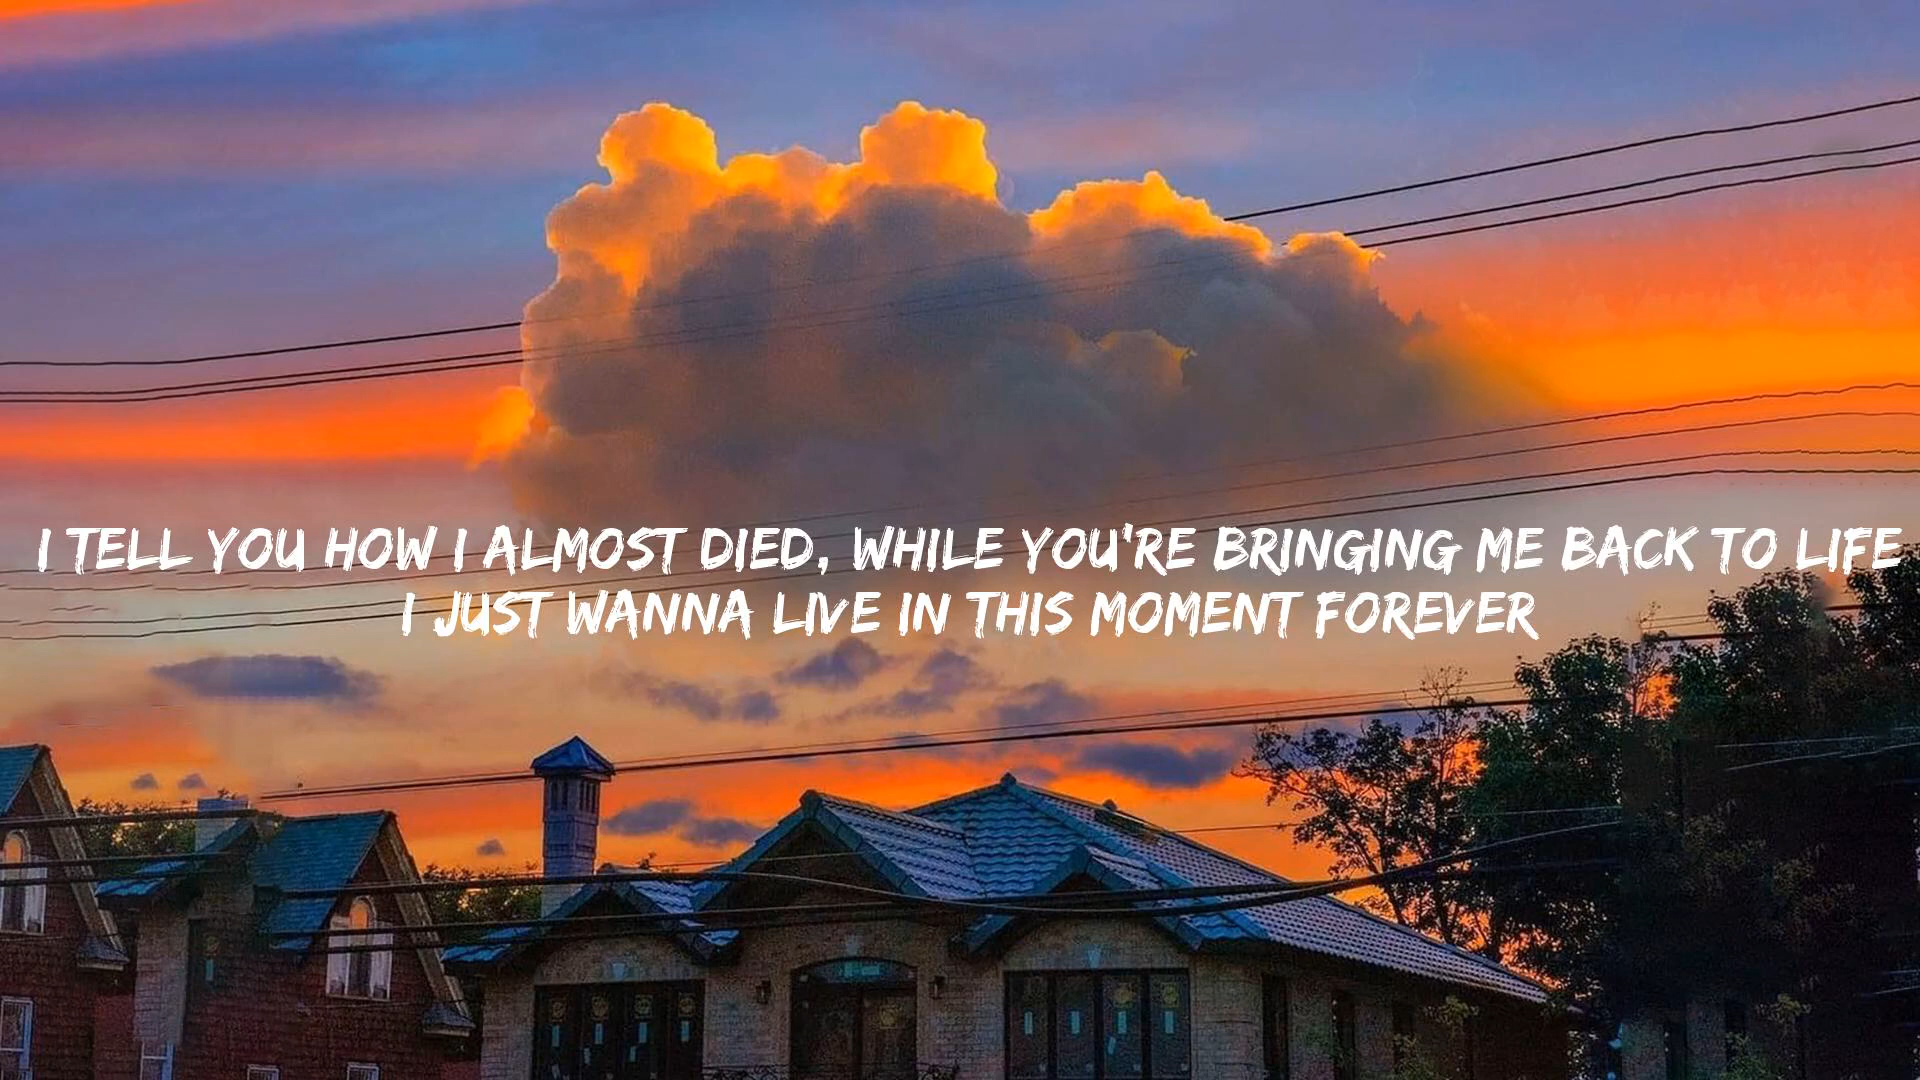 I TELL YOU HOW I ALMOST DIED, WHILE YOU'RE BRINGING ME BACK TO LIFE
I JUST WANNA LIVE IN THIS MOMENT FOREVER